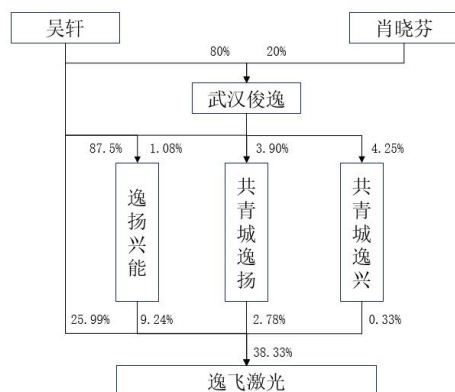 吴轩
肖晓芬
80% 20%
武汉俊逸
87.5% 1.08% 3.90% 4.25%
逸扬兴能
共青城逸扬
共青城逸兴
25.99% 9.24% 2.78% 0.33%
38.33%
逸飞激光